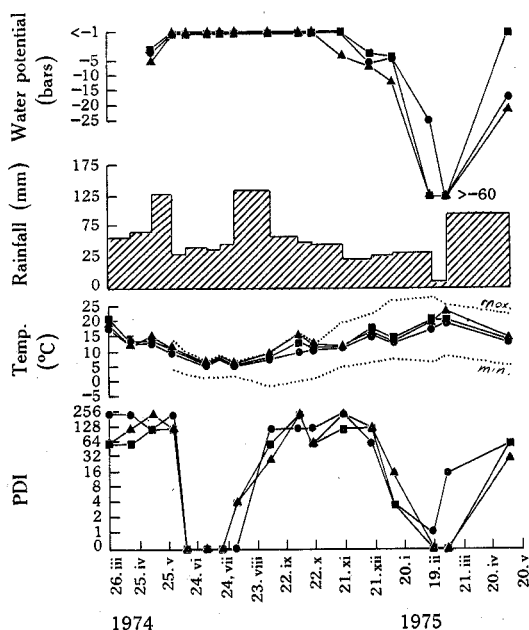 Water potential
(bars)
<-1
-5
-10
-15
-20
-25
>-60
Rainfall (mm)
175
125
75
25
0
Temp.
(°C)
25
20
15
10
5
0
-5
max.
min.
PDI
256
128
64
32
16
8
4
2
1
0
26. iii
25. iv
25. v
24. vi
24. vii
23. viii
22. ix
22. x
21. xi
21. xii
20. i
19. ii
21. iii
20. iv
20. v
1974
1975